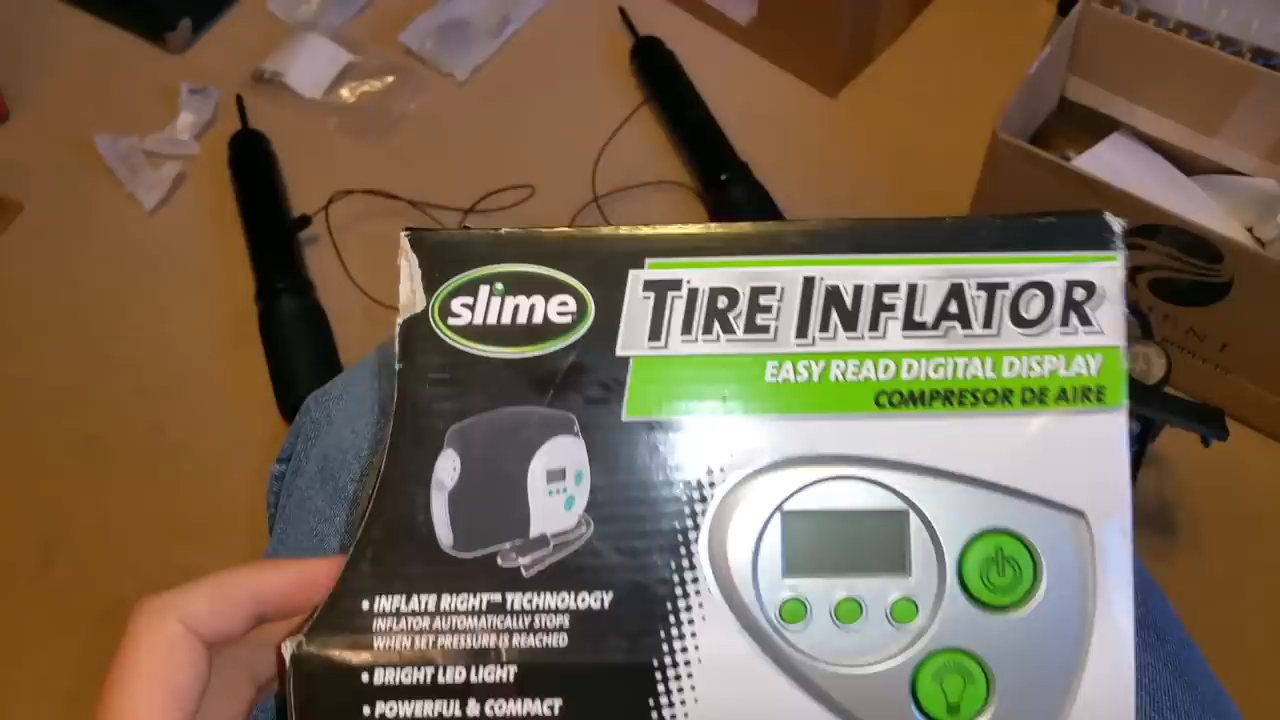 slime
TIRE INFLATOR
EASY READ DIGITAL DISPLAY
COMPRESOR DE AIRE
• INFLATE RIGHT™ TECHNOLOGY
INFLATOR AUTOMATICALLY STOPS
WHEN SET PRESSURE IS REACHED
• BRIGHT LED LIGHT
• POWERFUL & COMPACT